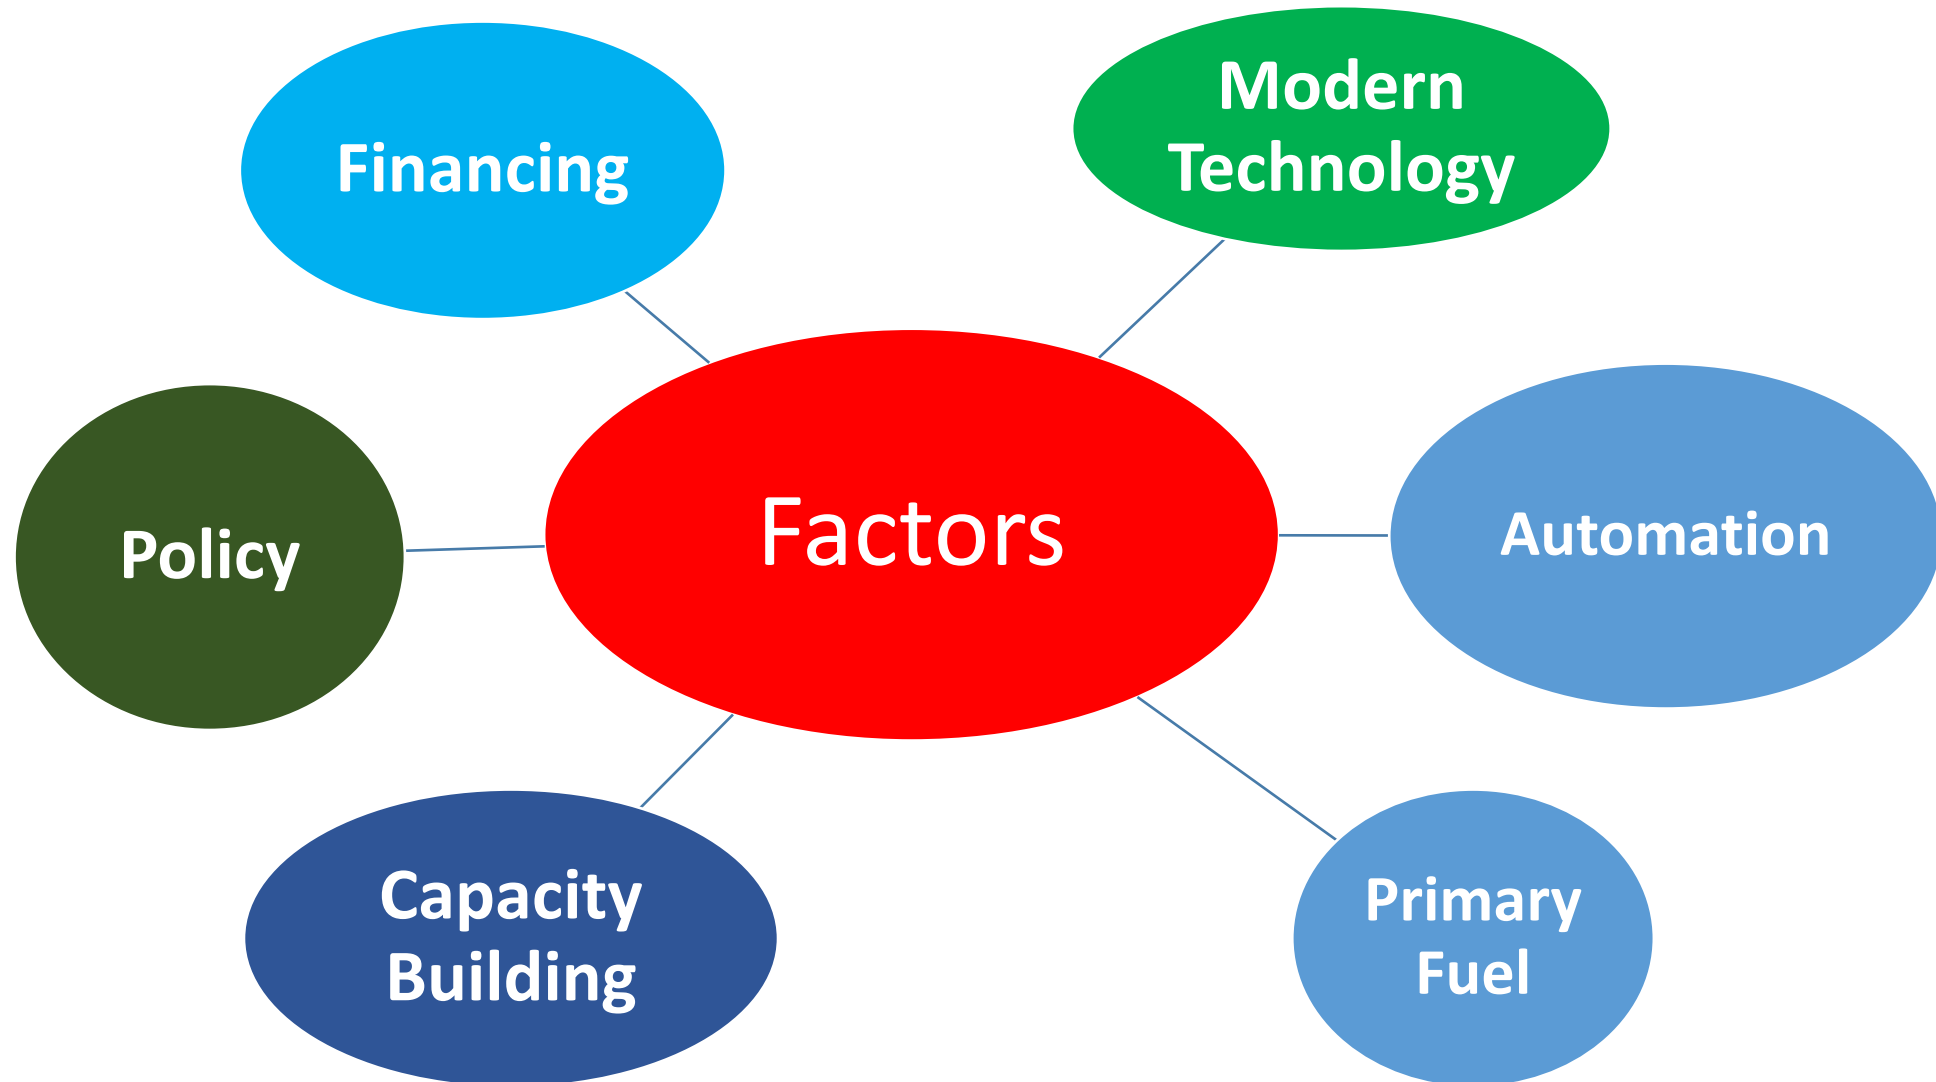 Financing
Modern
Technology
Policy
Factors
Automation
Capacity
Building
Primary
Fuel